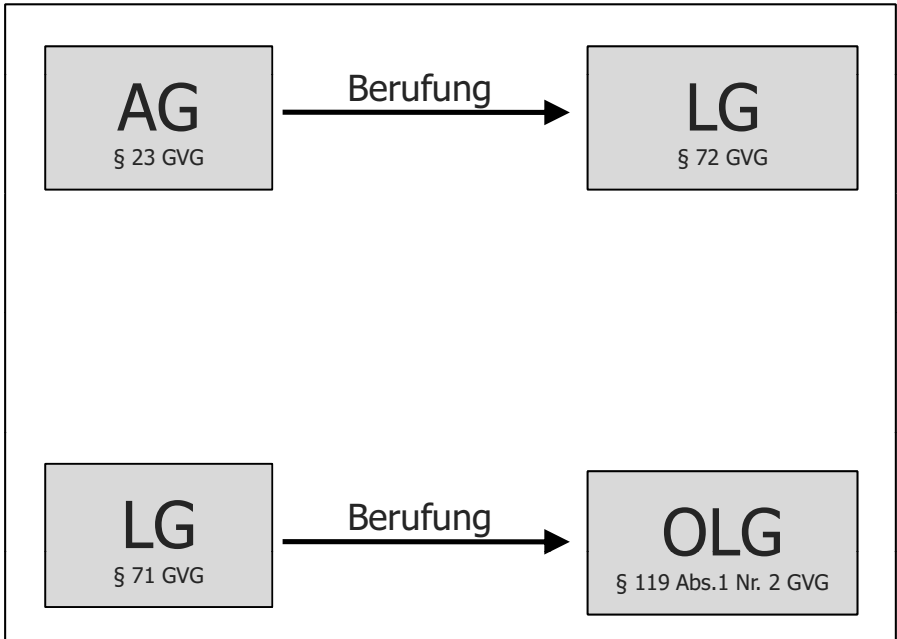 AG
§ 23 GVG
Berufung
LG
§ 72 GVG
LG
§ 71 GVG
Berufung
OLG
§ 119 Abs.1 Nr. 2 GVG